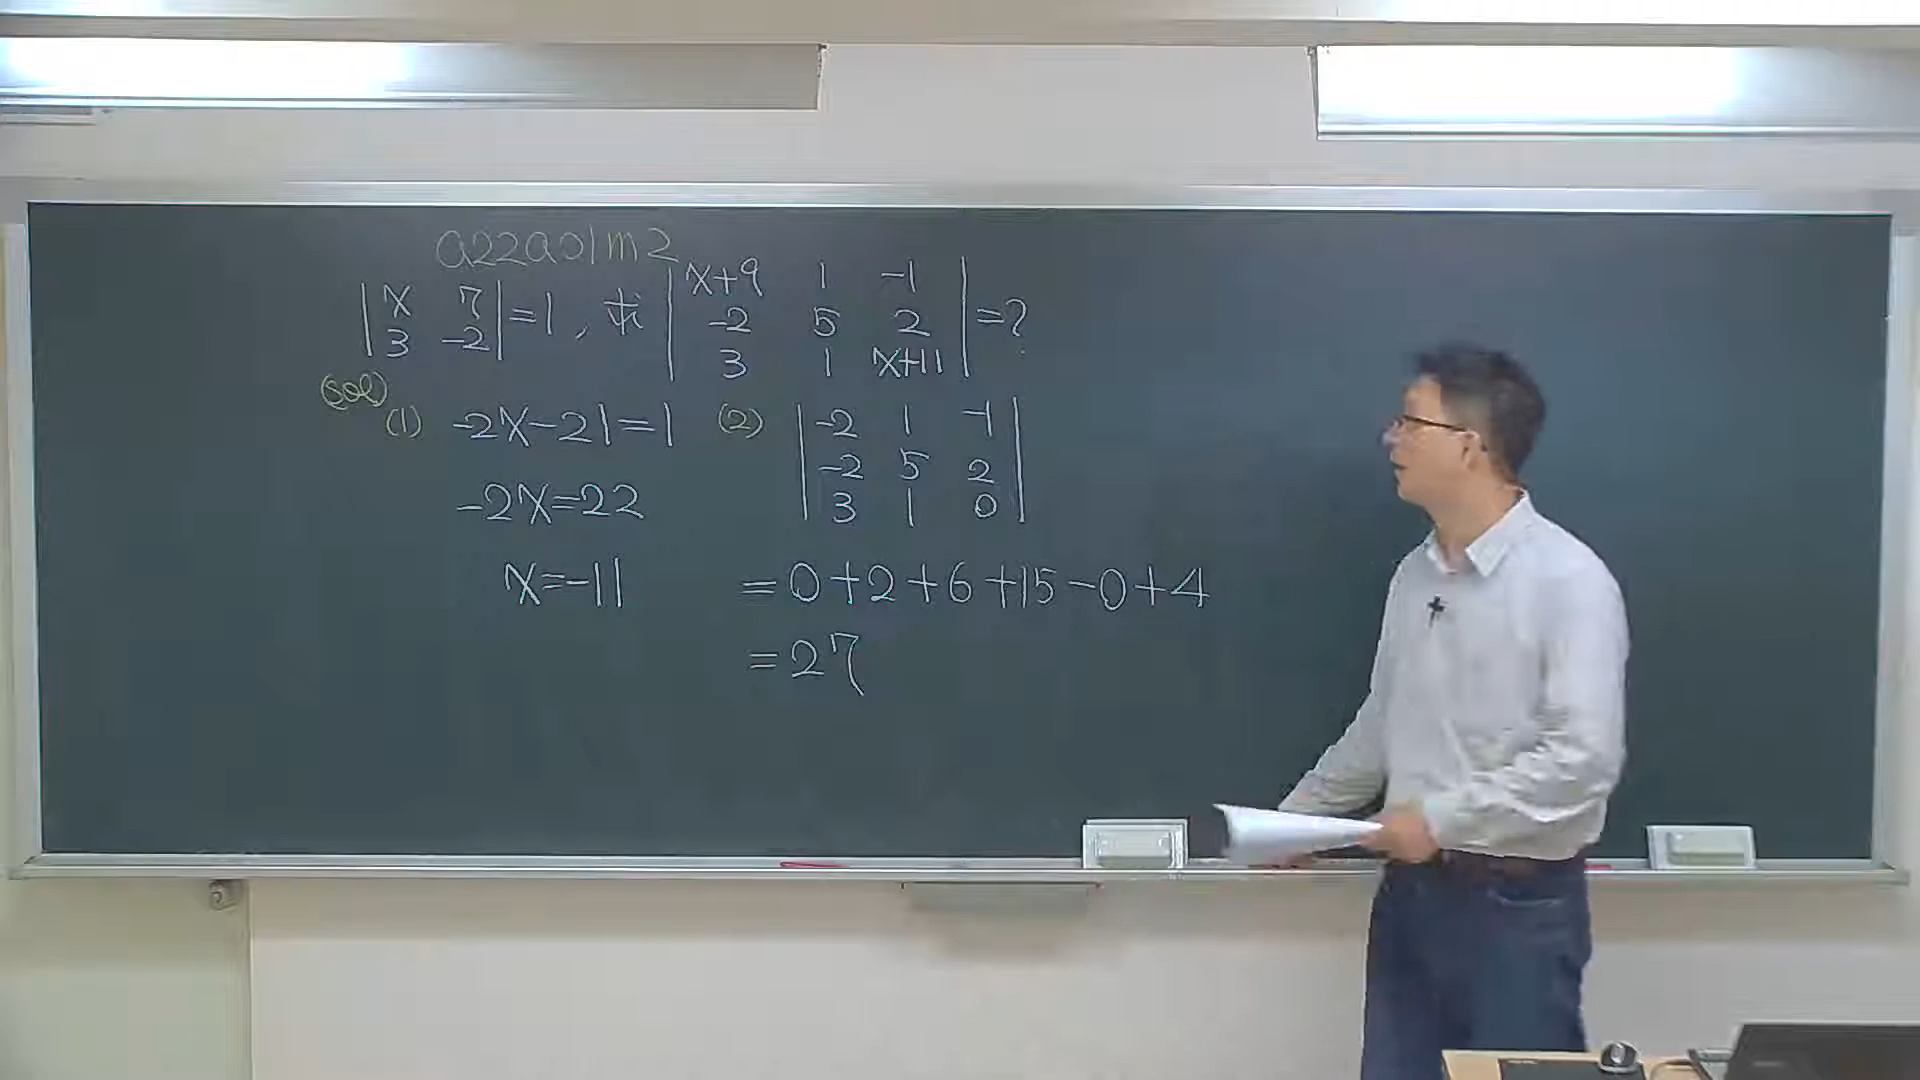 a22a01m2
| x 7 | =1 , 求 | x+9 1 -1 | =?
| 3 -2 | | -2 5 2 |
| 3 1 x+11 |
(sol)
(1) -2x-21=1
-2x=22
x=-11
(2) | -2 1 -1 |
| -2 5 2 |
| 3 1 0 |
=0+2+6+15-0+4
=27